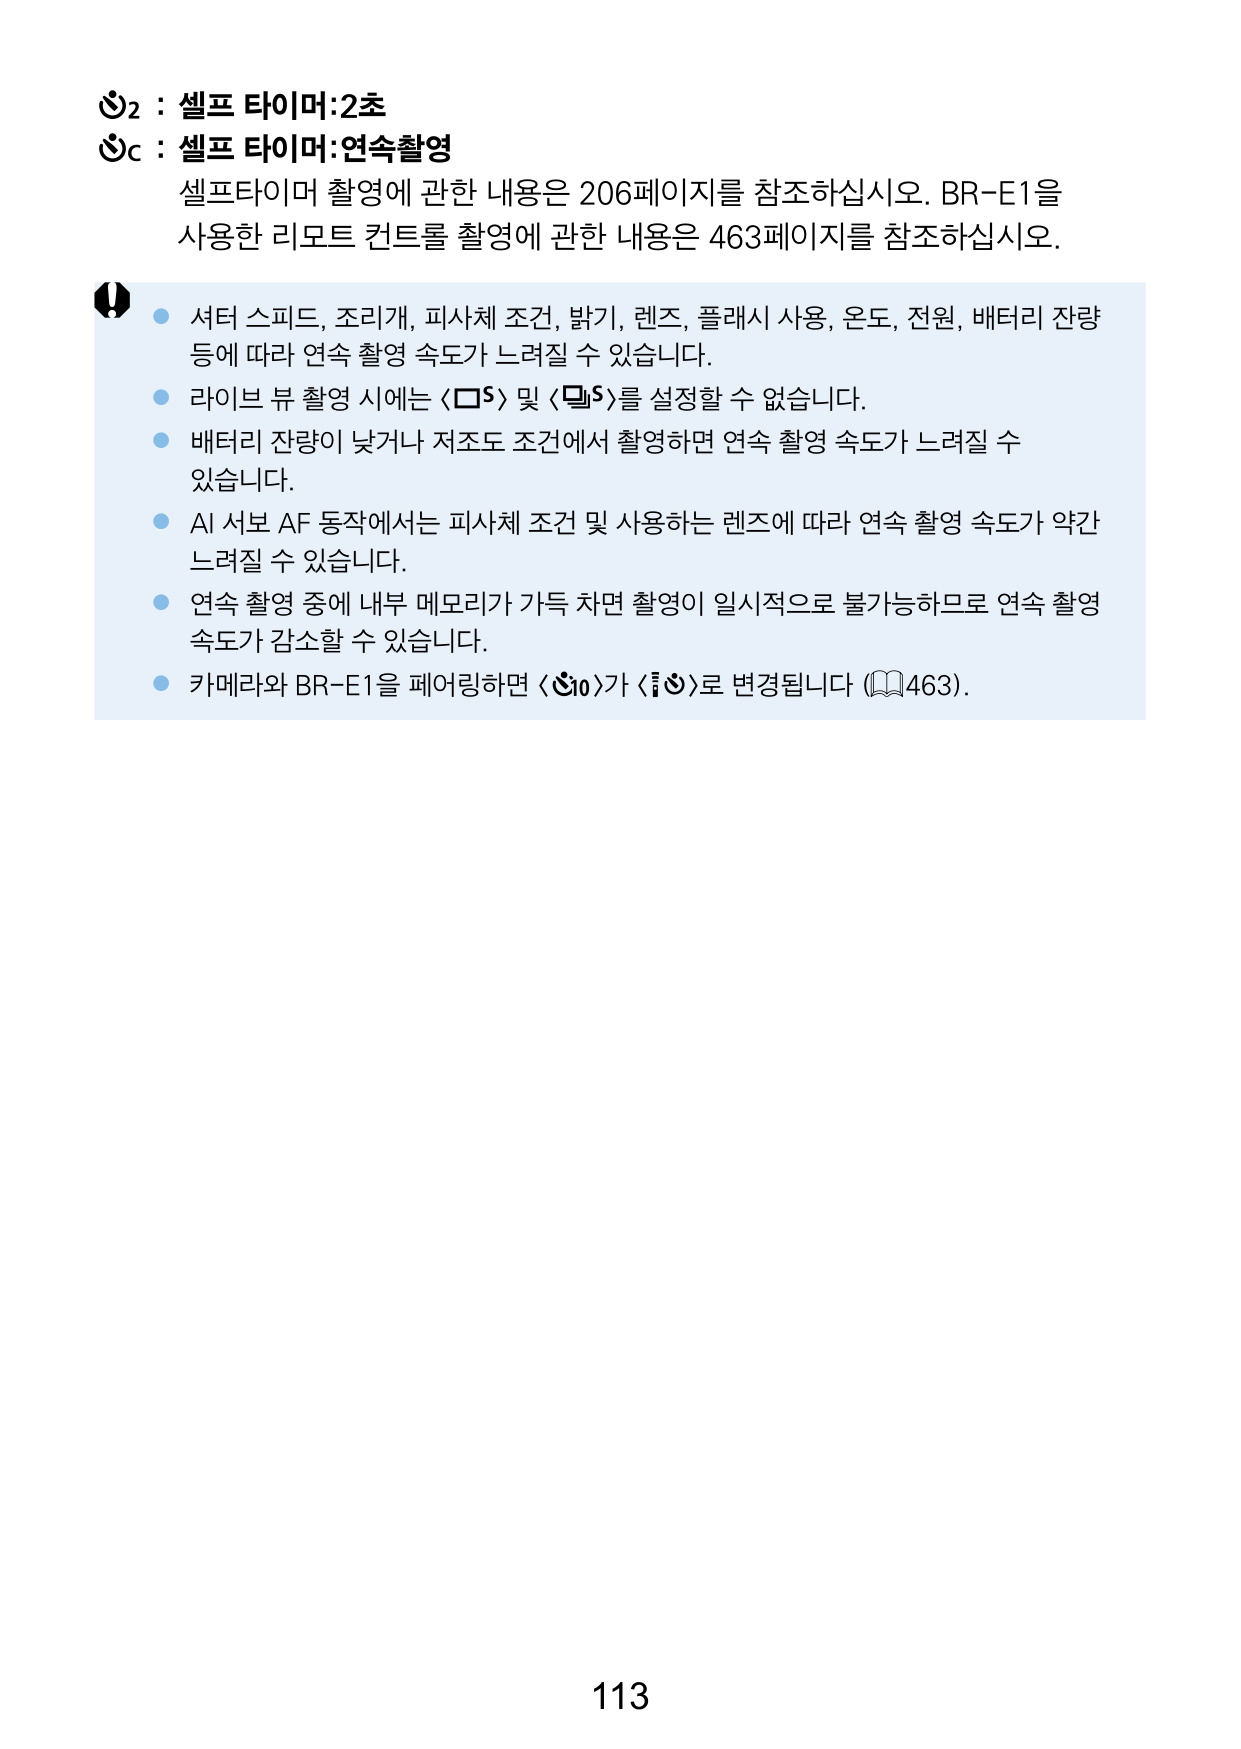 2 : 셀프 타이머:2초
C : 셀프 타이머:연속촬영
셀프타이머 촬영에 관한 내용은 206페이지를 참조하십시오. BR-E1을
사용한 리모트 컨트롤 촬영에 관한 내용은 463페이지를 참조하십시오.
● 셔터 스피드, 조리개, 피사체 조건, 밝기, 렌즈, 플래시 사용, 온도, 전원, 배터리 잔량
등에 따라 연속 촬영 속도가 느려질 수 있습니다.
● 라이브 뷰 촬영 시에는 〈S〉 및 〈S〉를 설정할 수 없습니다.
● 배터리 잔량이 낮거나 저조도 조건에서 촬영하면 연속 촬영 속도가 느려질 수
있습니다.
● AI 서보 AF 동작에서는 피사체 조건 및 사용하는 렌즈에 따라 연속 촬영 속도가 약간
느려질 수 있습니다.
● 연속 촬영 중에 내부 메모리가 가득 차면 촬영이 일시적으로 불가능하므로 연속 촬영
속도가 감소할 수 있습니다.
● 카메라와 BR-E1을 페어링하면 〈10〉가 〈〉로 변경됩니다 (463).
113